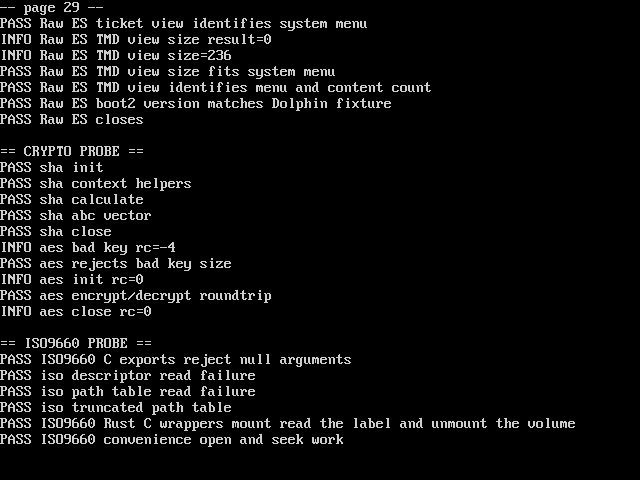 -- page 29 --
PASS Raw ES ticket view identifies system menu
INFO Raw ES TMD view size result=0
INFO Raw ES TMD view size=236
PASS Raw ES TMD view size fits system menu
PASS Raw ES TMD view identifies menu and content count
PASS Raw ES boot2 version matches Dolphin fixture
PASS Raw ES closes

== CRYPTO PROBE ==
PASS sha init
PASS sha context helpers
PASS sha calculate
PASS sha abc vector
PASS sha close
INFO aes bad key rc=-4
PASS aes rejects bad key size
INFO aes init rc=0
PASS aes encrypt/decrypt roundtrip
INFO aes close rc=0

== ISO9660 PROBE ==
PASS ISO9660 C exports reject null arguments
PASS iso descriptor read failure
PASS iso path table read failure
PASS iso truncated path table
PASS ISO9660 Rust C wrappers mount read the label and unmount the volume
PASS ISO9660 convenience open and seek work